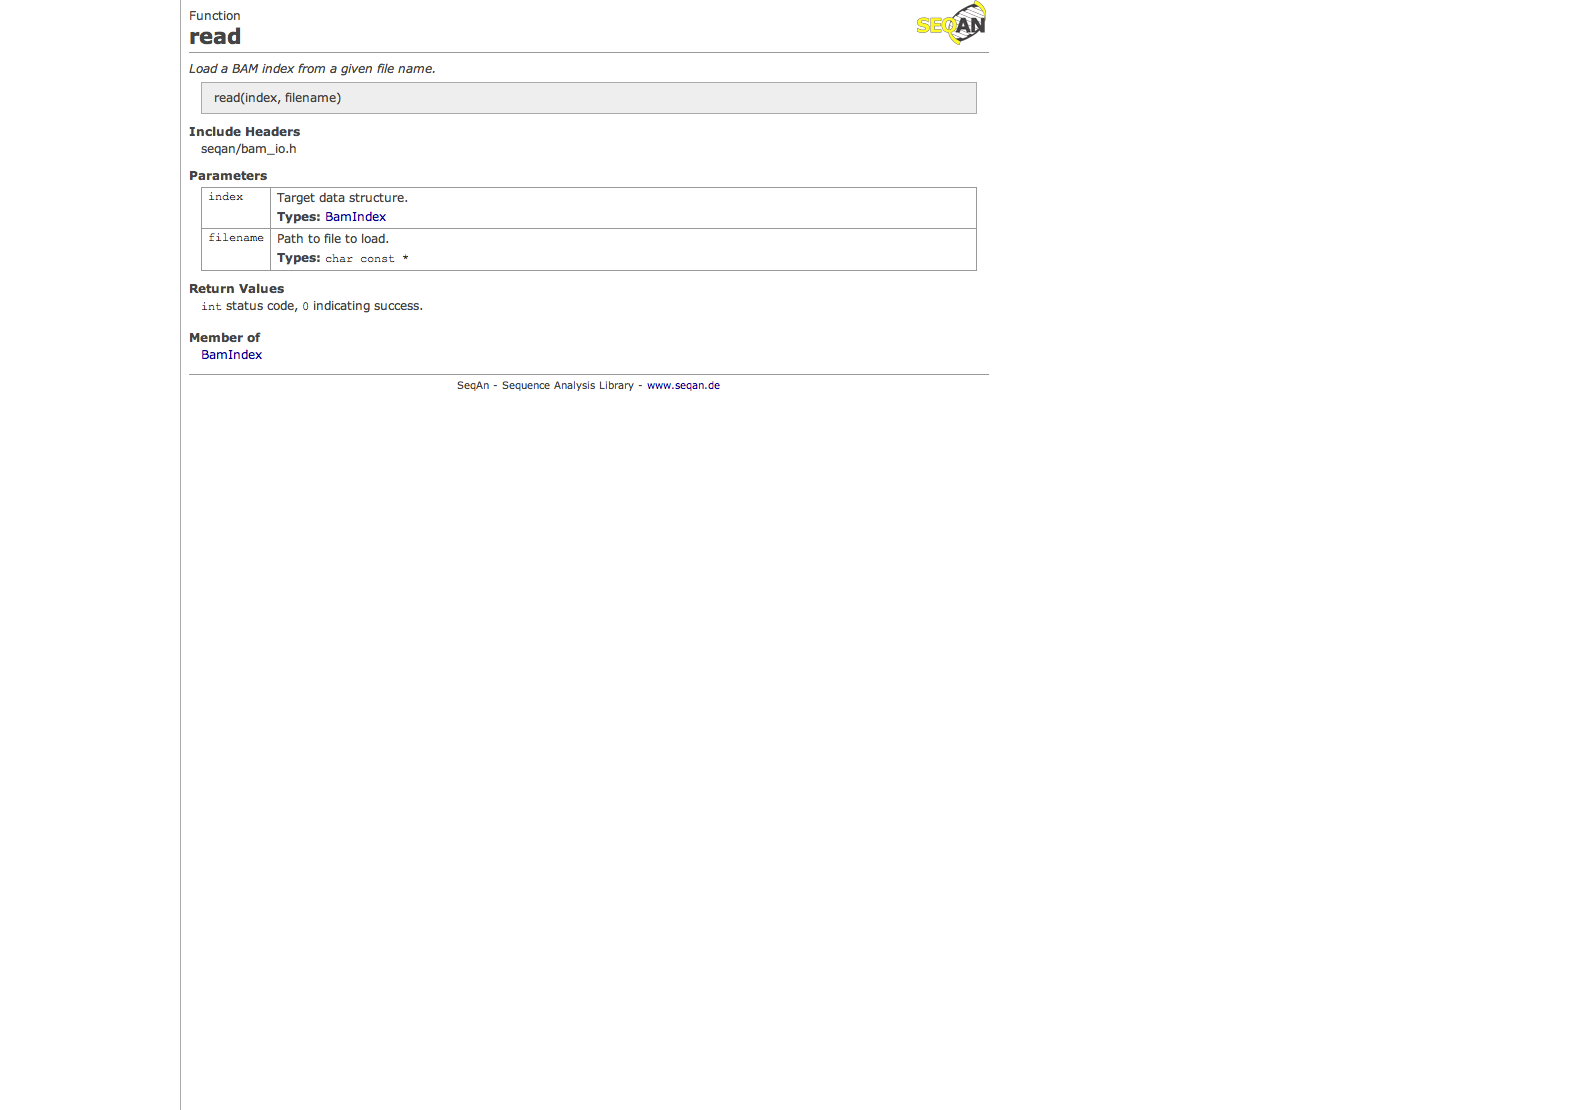 Function
SEQAN
read
Load a BAM index from a given file name.
read(index, filename)
Include Headers
seqan/bam_io.h
Parameters
index
Target data structure.
Types: BamIndex
filename
Path to file to load.
Types: char const *
Return Values
int status code, 0 indicating success.
Member of
BamIndex
SeqAn - Sequence Analysis Library - www.seqan.de